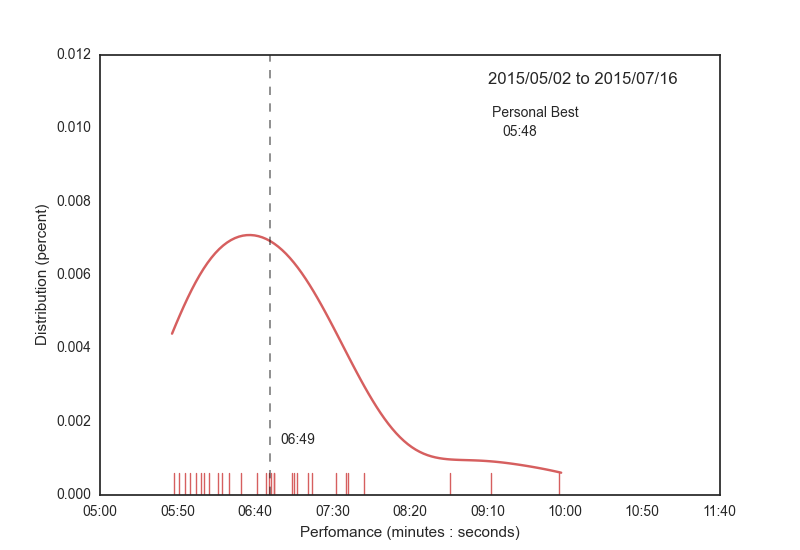 0.012
0.010
0.008
0.006
0.004
0.002
0.000
Distribution (percent)
2015/05/02 to 2015/07/16
Personal Best
05:48
06:49
05:00 05:50 06:40 07:30 08:20 09:10 10:00 10:50 11:40
Perfomance (minutes : seconds)